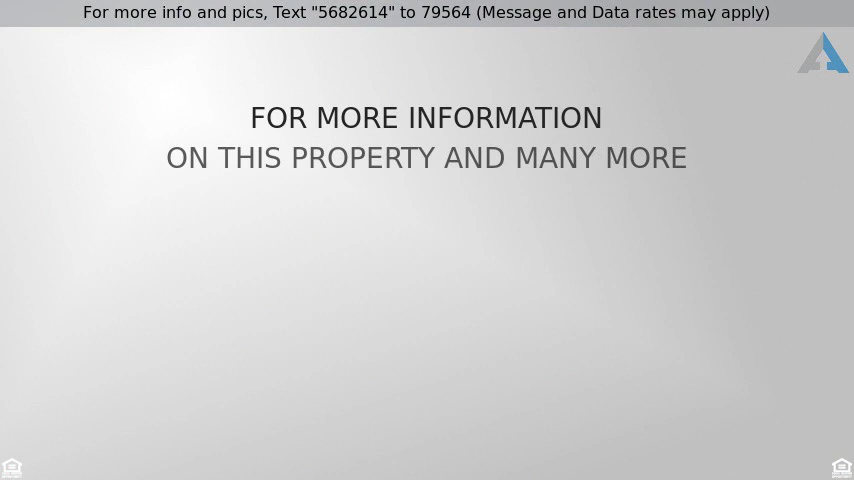 For more info and pics, Text "5682614" to 79564 (Message and Data rates may apply)
FOR MORE INFORMATION
ON THIS PROPERTY AND MANY MORE